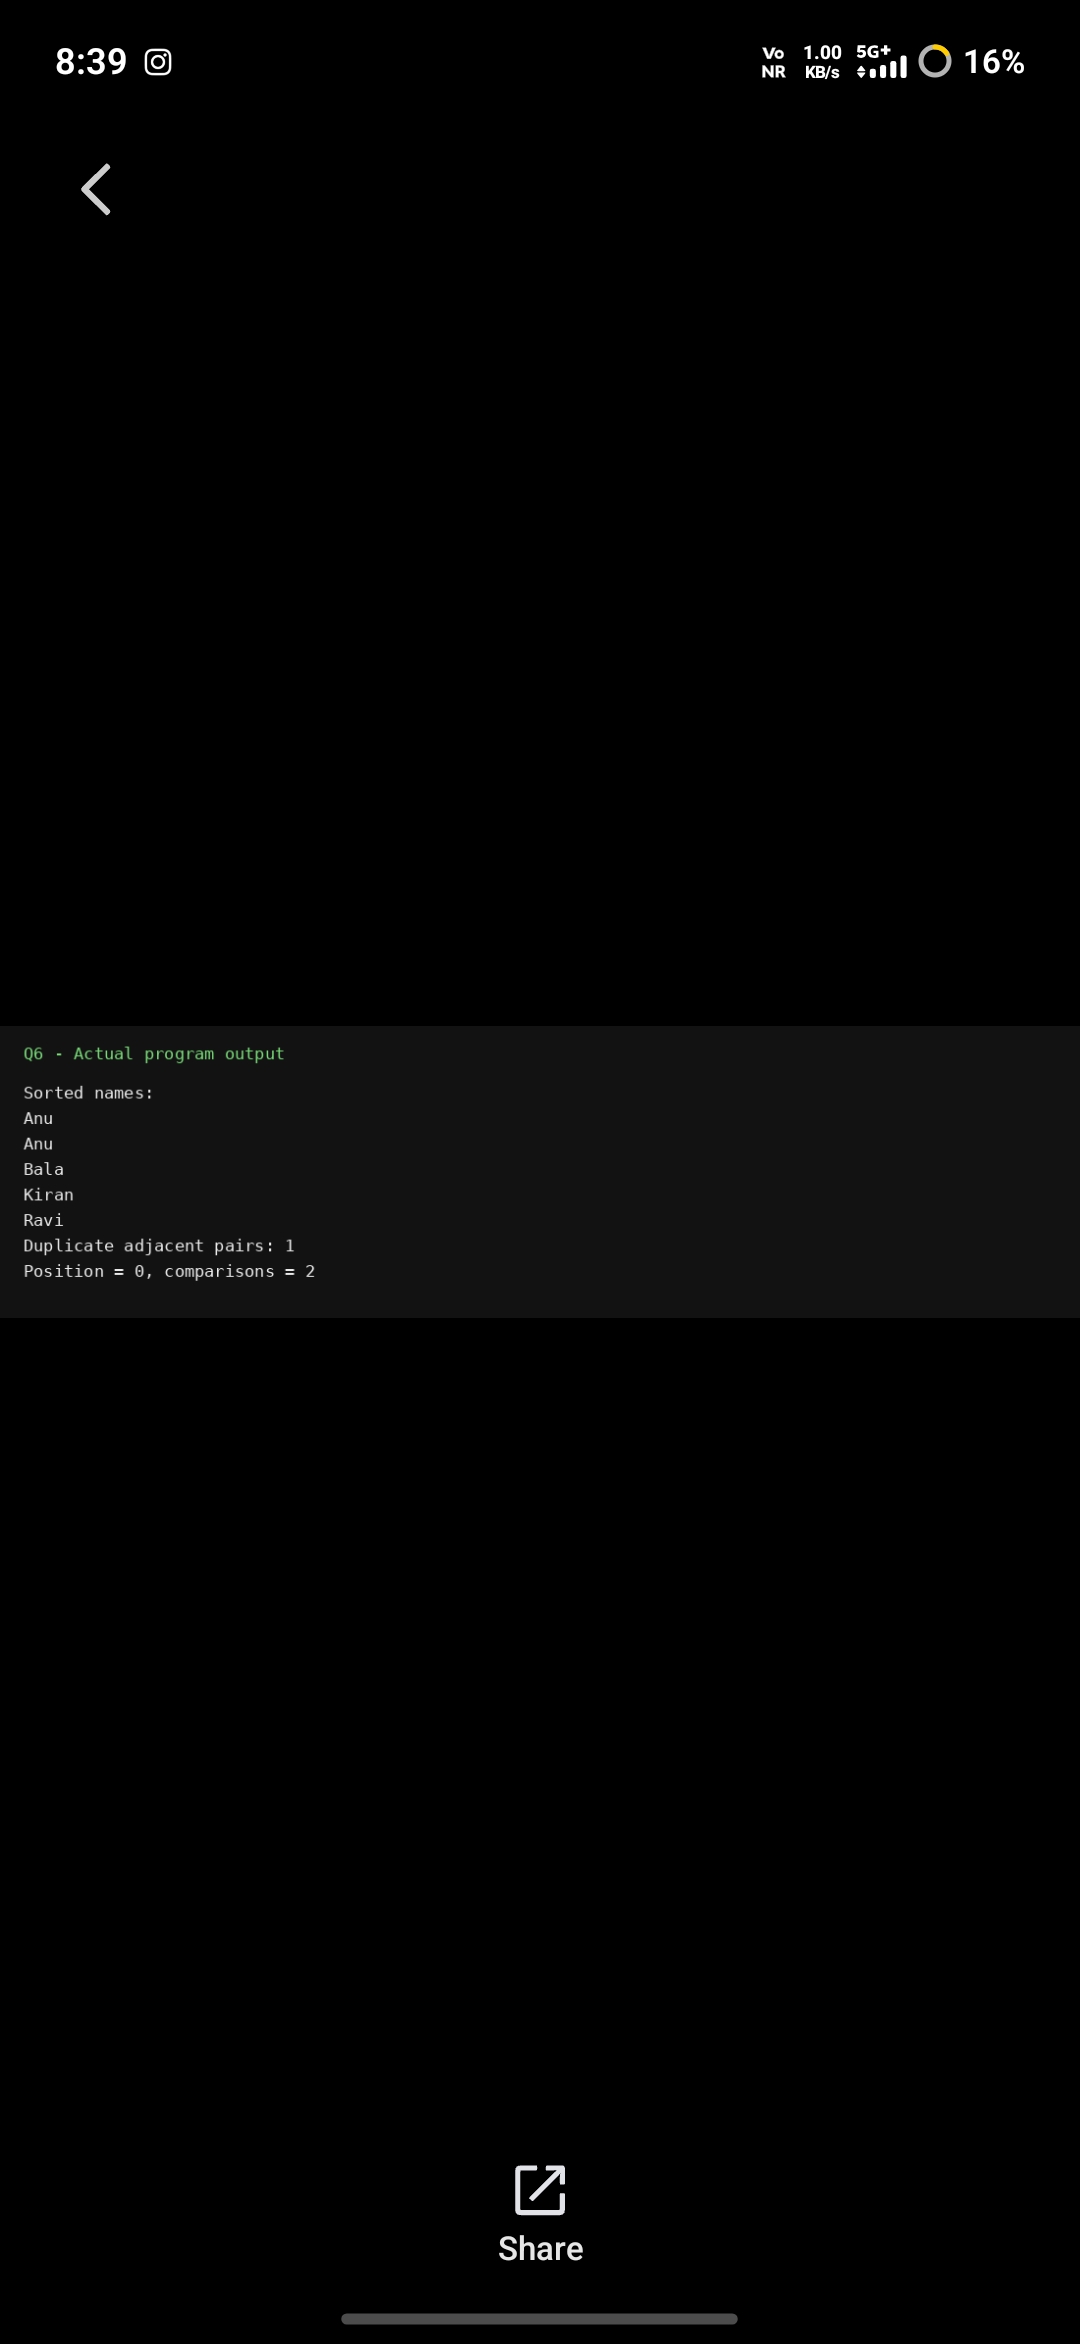 8:39
Vo NR 1.00 KB/s 5G+ 16%
Q6 - Actual program output
Sorted names:
Anu
Anu
Bala
Kiran
Ravi
Duplicate adjacent pairs: 1
Position = 0, comparisons = 2
Share